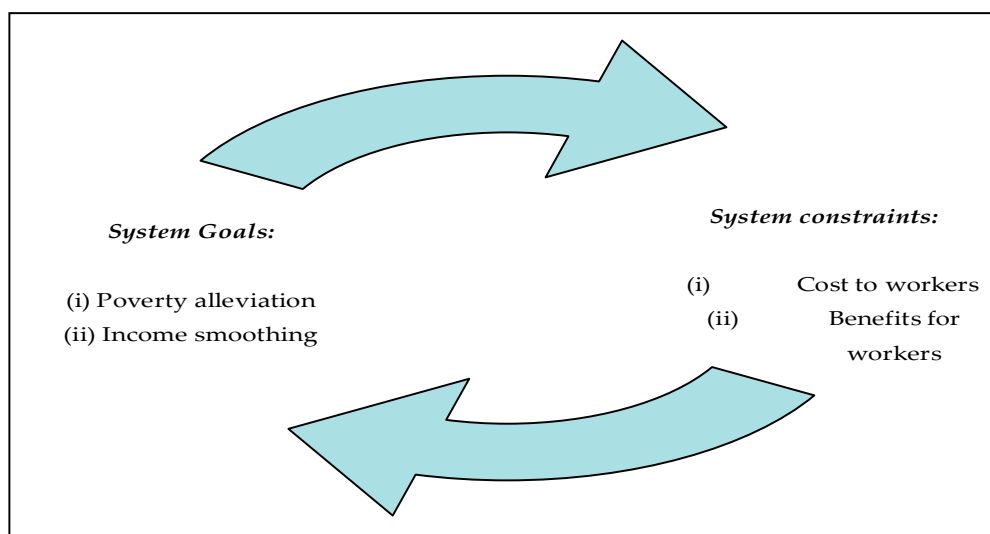 System Goals:
(i) Poverty alleviation
(ii) Income smoothing
System constraints:
(i) Cost to workers
(ii) Benefits for
workers